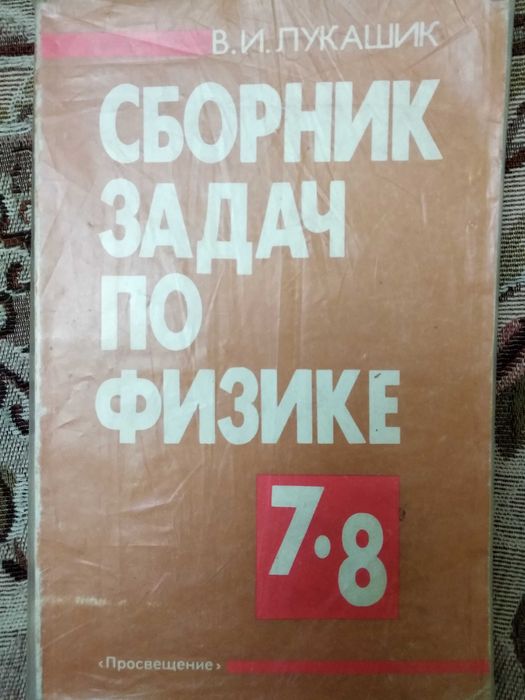 В.И. ЛУКАШИК
СБОРНИК
ЗАДАЧ
ПО
ФИЗИКЕ
7·8
‹Просвещение›